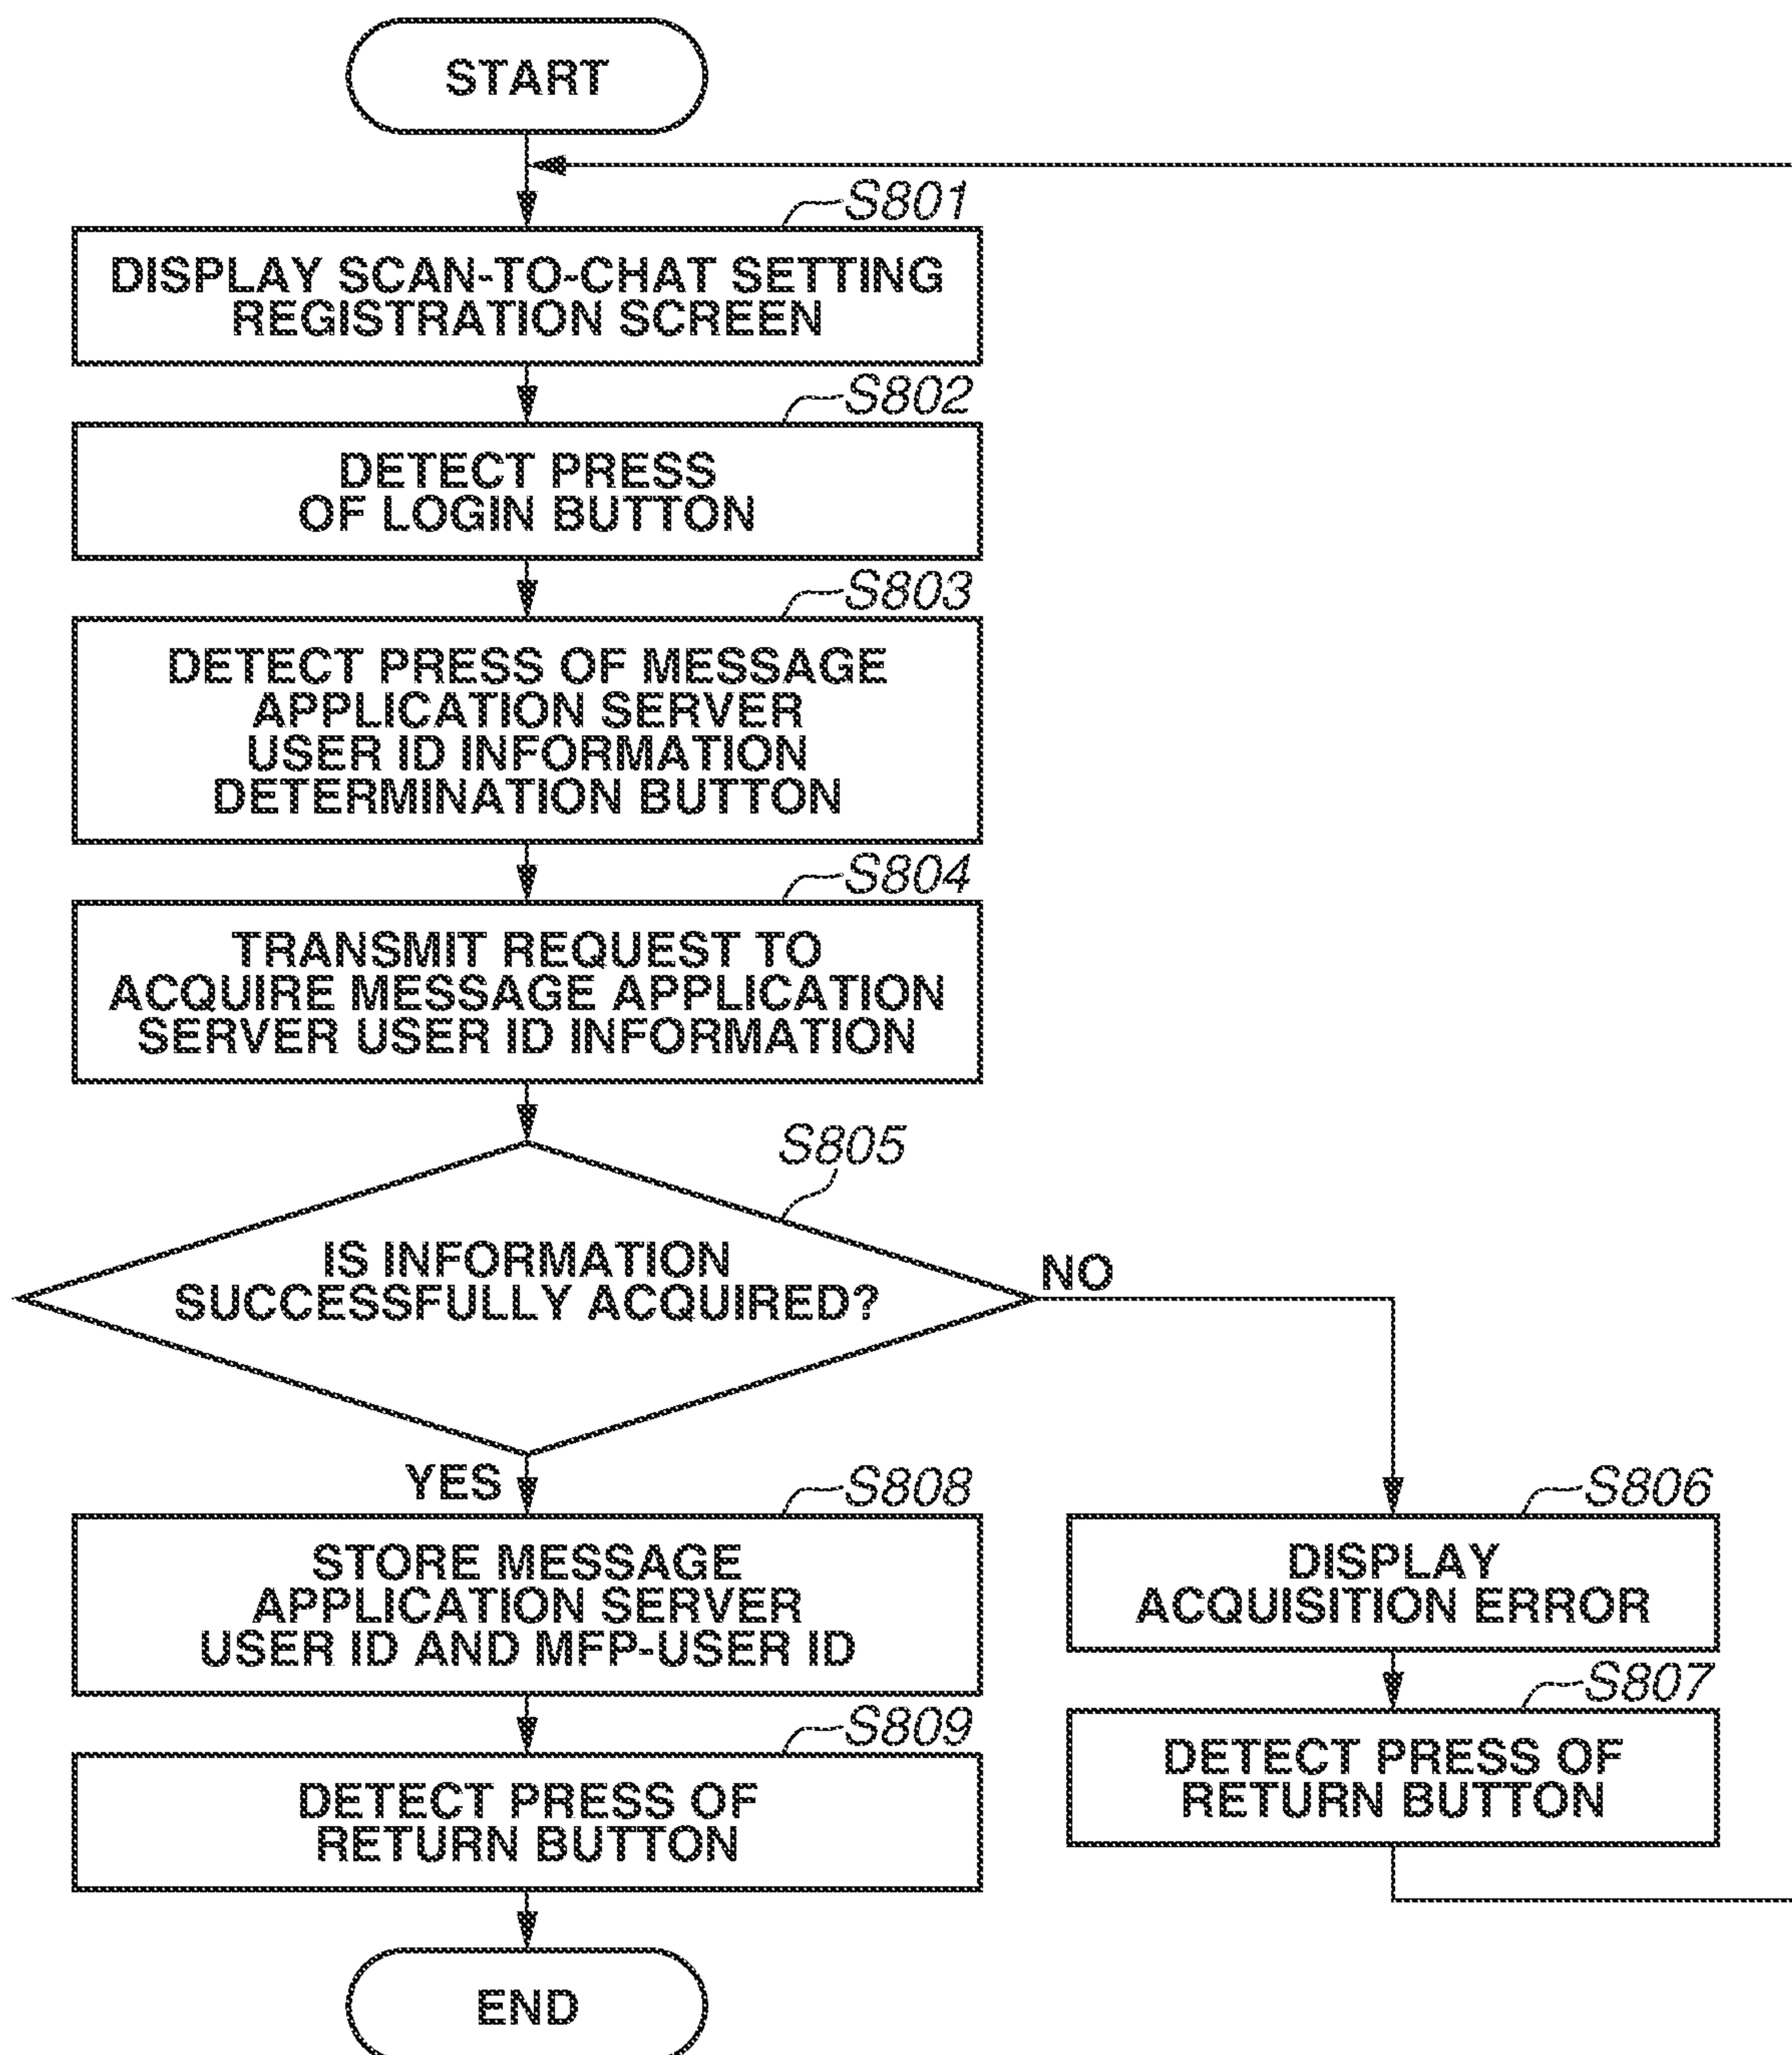 START
S801
DISPLAY SCAN-TO-CHAT SETTING
REGISTRATION SCREEN
S802
DETECT PRESS
OF LOGIN BUTTON
S803
DETECT PRESS OF MESSAGE
APPLICATION SERVER
USER ID INFORMATION
DETERMINATION BUTTON
S804
TRANSMIT REQUEST TO
ACQUIRE MESSAGE APPLICATION
SERVER USER ID INFORMATION
S805
IS INFORMATION
SUCCESSFULLY ACQUIRED?
NO
YES
S808
STORE MESSAGE
APPLICATION SERVER
USER ID AND MFP-USER ID
S806
DISPLAY
ACQUISITION ERROR
S809
DETECT PRESS OF
RETURN BUTTON
S807
DETECT PRESS OF
RETURN BUTTON
END